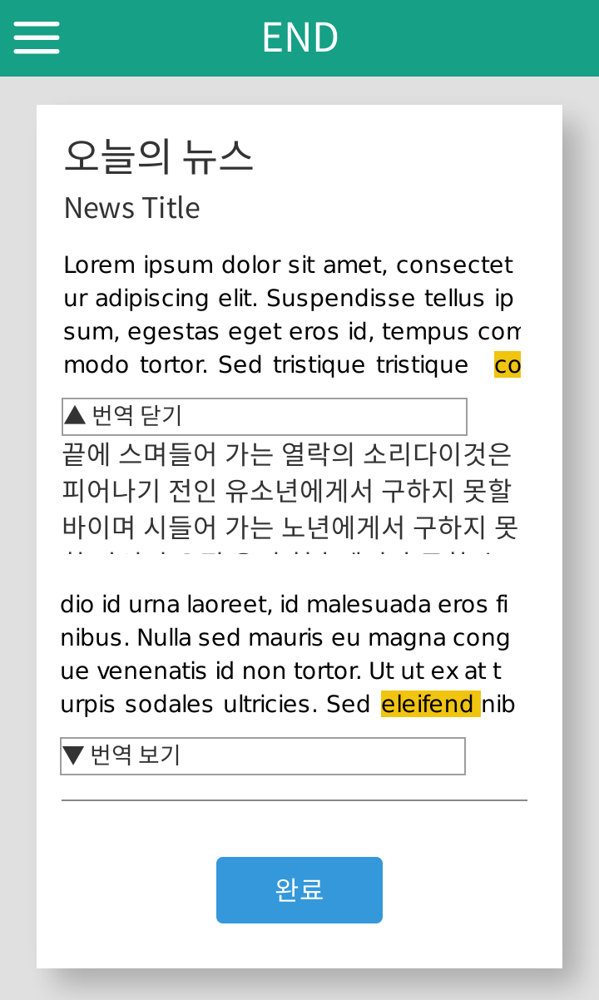 END
오늘의 뉴스
News Title
Lorem ipsum dolor sit amet, consectet
ur adipiscing elit. Suspendisse tellus ip
sum, egestas eget eros id, tempus com
modo tortor. Sed tristique tristique co
▲ 번역 닫기
끝에 스며들어 가는 열락의 소리다이것은
피어나기 전인 유소년에게서 구하지 못할
바이며 시들어 가는 노년에게서 구하지 못
dio id urna laoreet, id malesuada eros fi
nibus. Nulla sed mauris eu magna cong
ue venenatis id non tortor. Ut ut ex at t
urpis sodales ultricies. Sed eleifend nib
▼ 번역 보기
완료